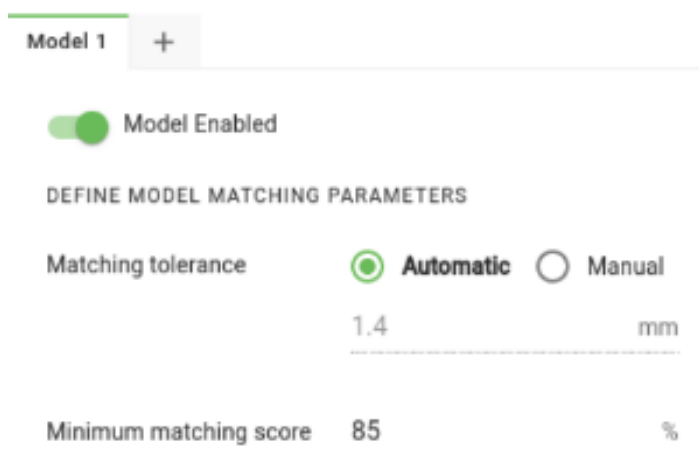 Model 1 +
Model Enabled
DEFINE MODEL MATCHING PARAMETERS
Matching tolerance Automatic Manual
1.4 mm
Minimum matching score 85 %